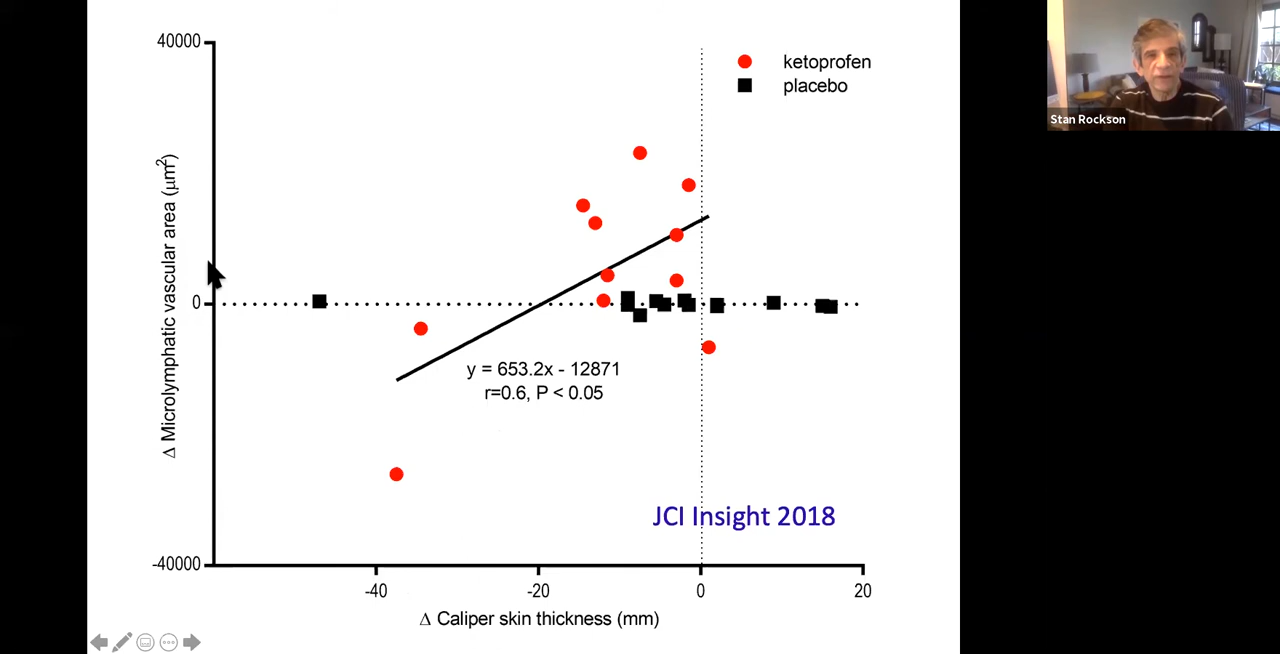 40000
ketoprofen
placebo
Stan Rockson
Δ Microlymphatic vascular area (μm²)
0
y = 653.2x - 12871
r=0.6, P < 0.05
JCI Insight 2018
-40000
-40
-20
0
20
Δ Caliper skin thickness (mm)